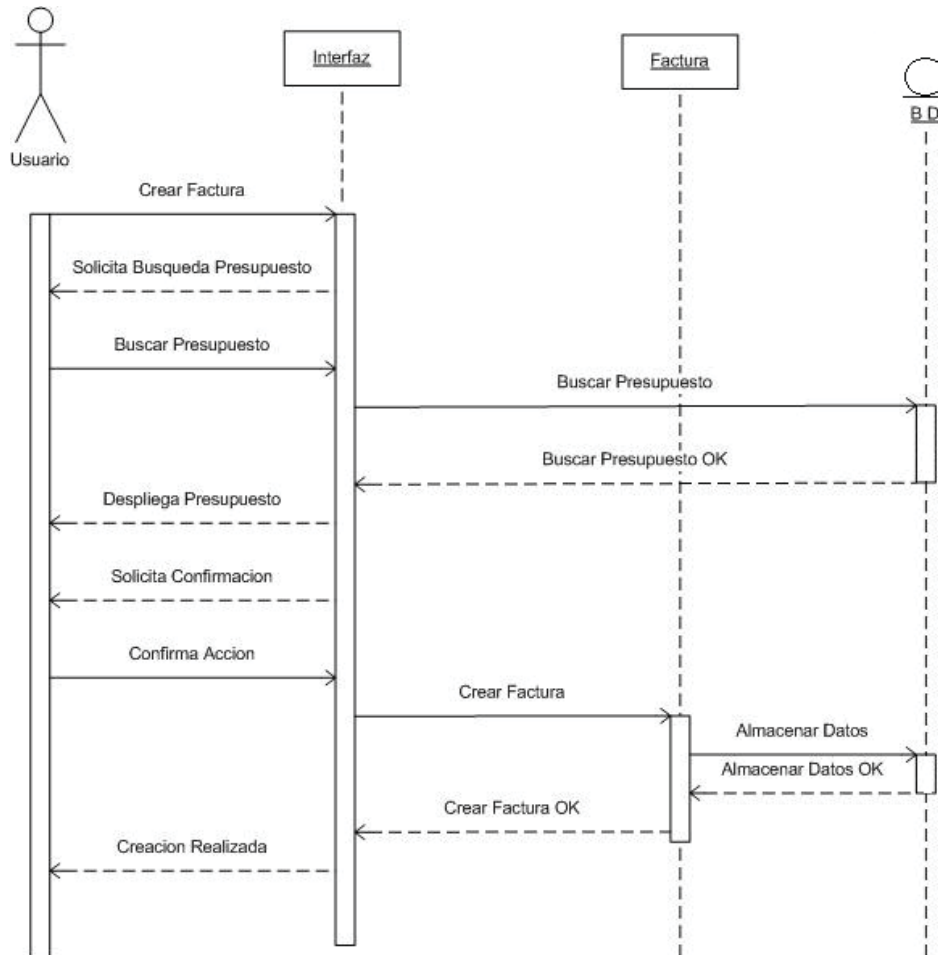 Interfaz
Factura
B D
Usuario
Crear Factura
Solicita Busqueda Presupuesto
Buscar Presupuesto
Buscar Presupuesto
Buscar Presupuesto OK
Despliega Presupuesto
Solicita Confirmacion
Confirma Accion
Crear Factura
Almacenar Datos
Almacenar Datos OK
Crear Factura OK
Creacion Realizada